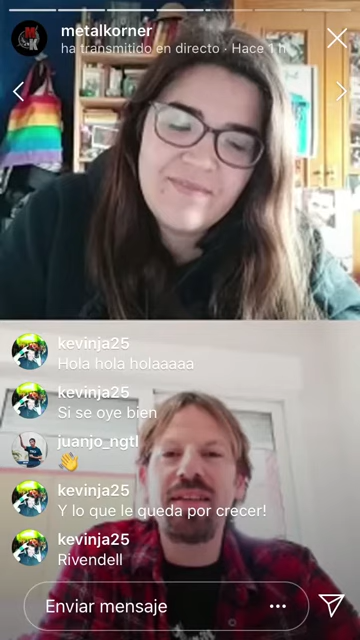 metalkorner
ha transmitido en directo · Hace 1 h
kevinja25
Hola hola holaaaaa
kevinja25
Si se oye bien
juanjo_ngtl
kevinja25
Y lo que le queda por crecer!
kevinja25
Rivendell
Enviar mensaje